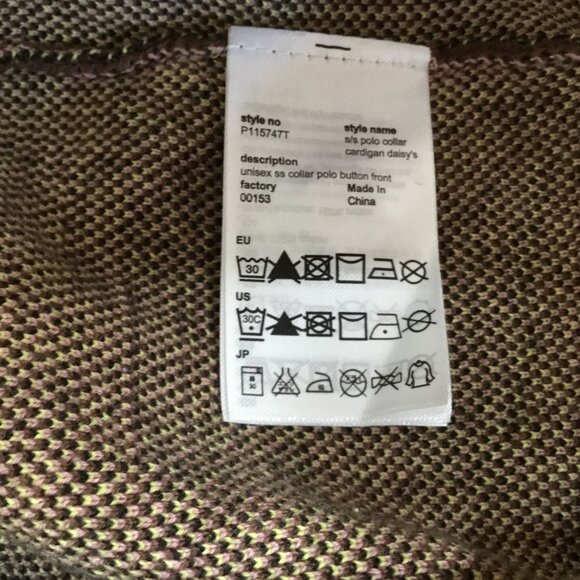 style no
P115747T
style name
s/s polo collar
cardigan daisy's
description
unisex ss collar polo button front
factory
00153
Made in
China
EU
30
US
30C
JP
30